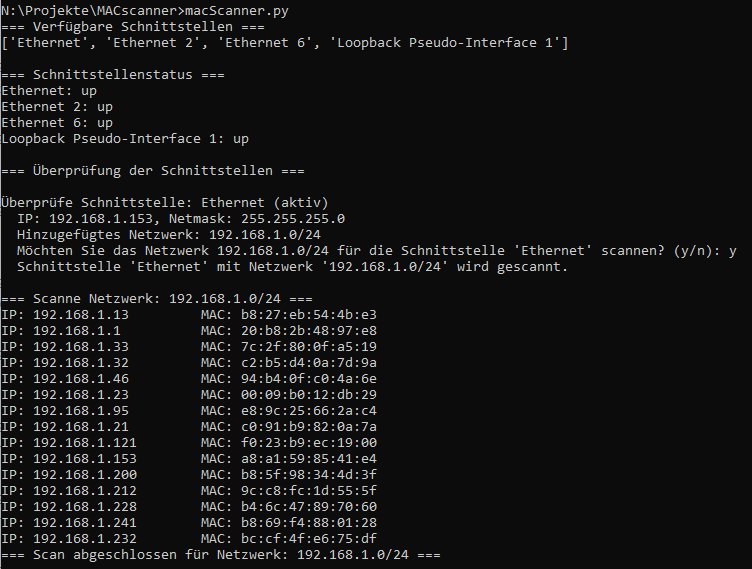 N:\Projekte\MACscanner>macScanner.py
=== Verfügbare Schnittstellen ===
['Ethernet', 'Ethernet 2', 'Ethernet 6', 'Loopback Pseudo-Interface 1']
=== Schnittstellenstatus ===
Ethernet: up
Ethernet 2: up
Ethernet 6: up
Loopback Pseudo-Interface 1: up
=== Überprüfung der Schnittstellen ===
Überprüfe Schnittstelle: Ethernet (aktiv)
IP: 192.168.1.153, Netmask: 255.255.255.0
Hinzugefügtes Netzwerk: 192.168.1.0/24
Möchten Sie das Netzwerk 192.168.1.0/24 für die Schnittstelle 'Ethernet' scannen? (y/n): y
Schnittstelle 'Ethernet' mit Netzwerk '192.168.1.0/24' wird gescannt.
=== Scanne Netzwerk: 192.168.1.0/24 ===
IP: 192.168.1.13 MAC: b8:27:eb:54:4b:e3
IP: 192.168.1.1 MAC: 20:b8:2b:48:97:e8
IP: 192.168.1.33 MAC: 7c:2f:80:0f:a5:19
IP: 192.168.1.32 MAC: c2:b5:d4:0a:7d:9a
IP: 192.168.1.46 MAC: 94:b4:0f:c0:4a:6e
IP: 192.168.1.23 MAC: 00:09:b0:12:db:29
IP: 192.168.1.95 MAC: e8:9c:25:66:2a:c4
IP: 192.168.1.21 MAC: c0:91:b9:82:0a:7a
IP: 192.168.1.121 MAC: f0:23:b9:ec:19:00
IP: 192.168.1.153 MAC: a8:a1:59:85:41:e4
IP: 192.168.1.200 MAC: b8:5f:98:34:4d:3f
IP: 192.168.1.212 MAC: 9c:c8:fc:1d:55:5f
IP: 192.168.1.228 MAC: b4:6c:47:89:70:60
IP: 192.168.1.241 MAC: b8:69:f4:88:01:28
IP: 192.168.1.232 MAC: bc:cf:4f:e6:75:df
=== Scan abgeschlossen für Netzwerk: 192.168.1.0/24 ===